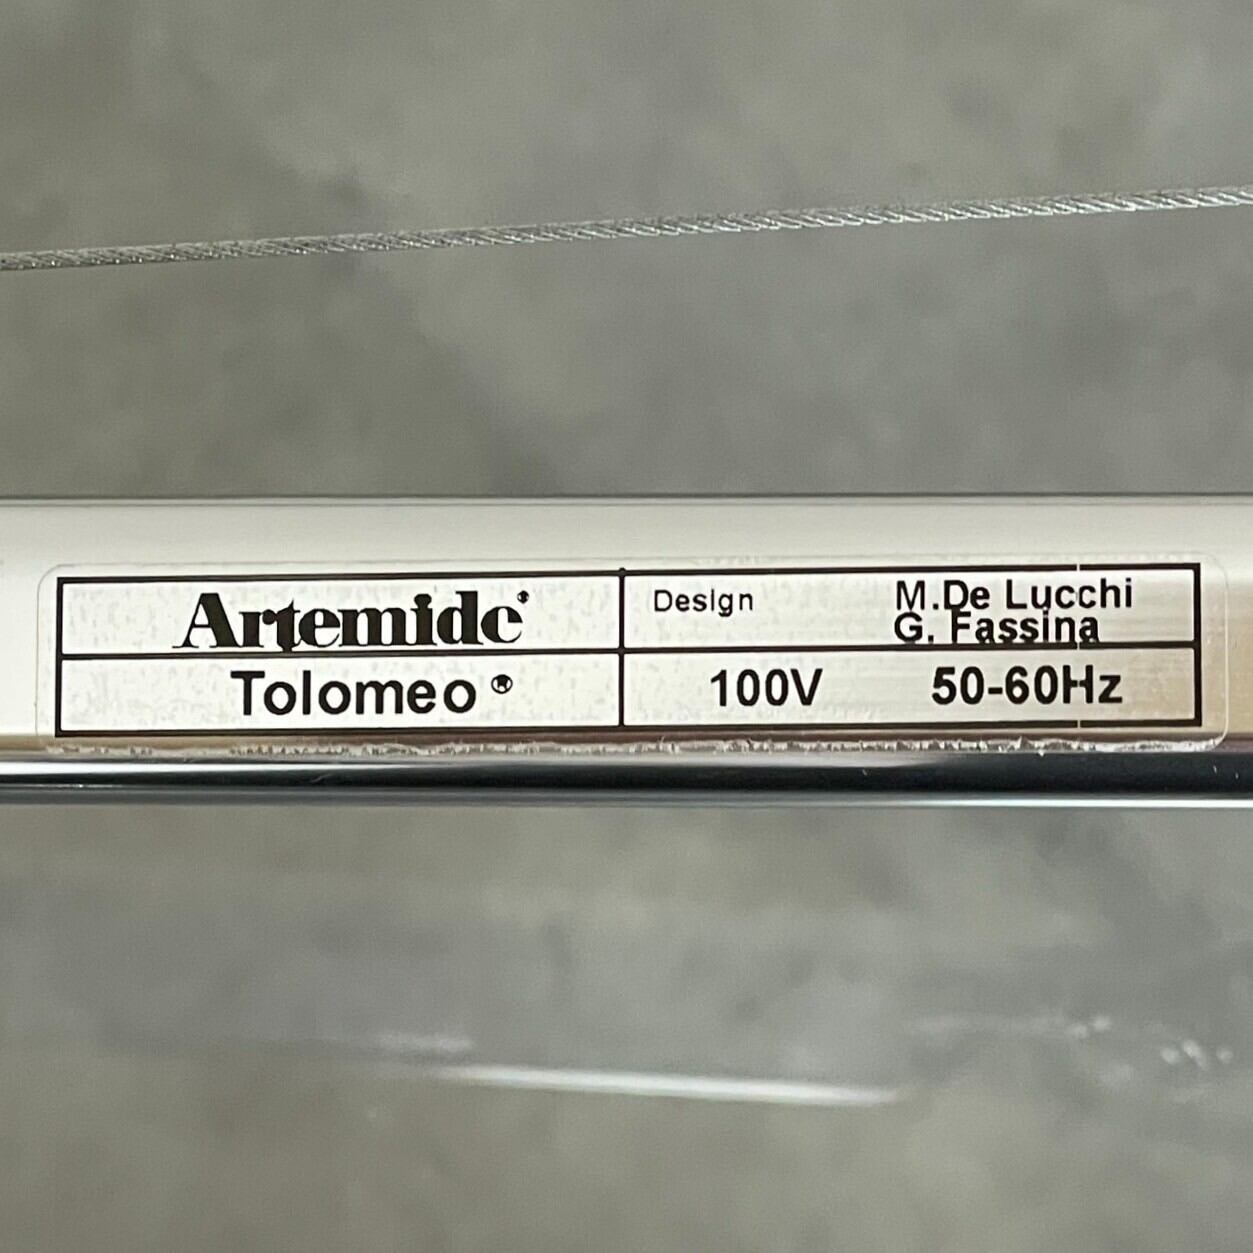 Artemide®
Design M.De Lucchi
G. Fassina
Tolomeo®
100V 50-60Hz